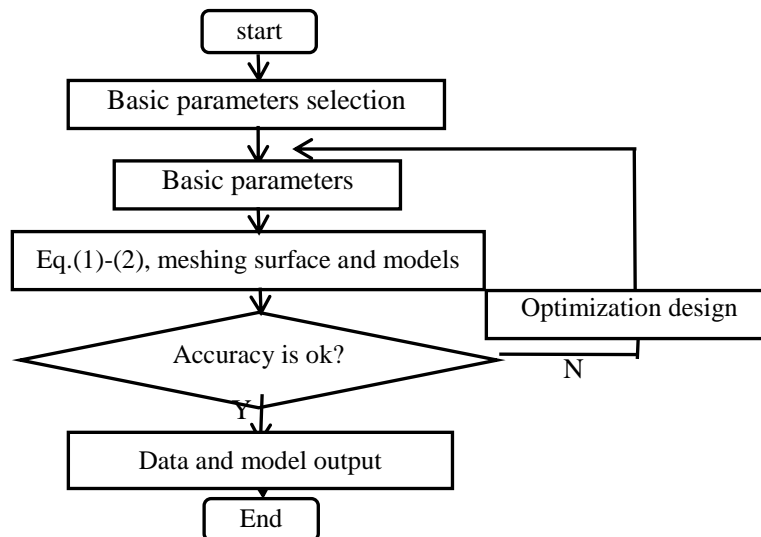 start
Basic parameters selection
Basic parameters
Eq.(1)-(2), meshing surface and models
Optimization design
Accuracy is ok?
N
Y
Data and model output
End